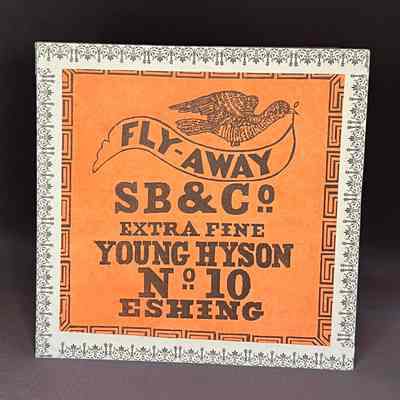 FLY-AWAY
SB&Co
EXTRA FINE
YOUNG HYSON
No 10
ESHING